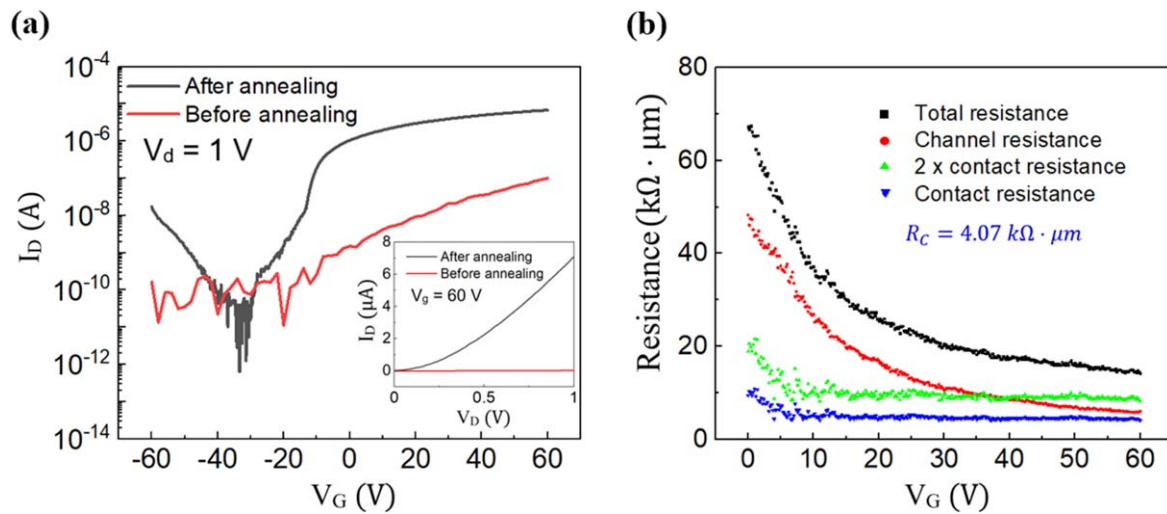 (a)
10⁻⁴
10⁻⁶
10⁻⁸
10⁻¹⁰
10⁻¹²
10⁻¹⁴
I_D (A)
After annealing
Before annealing
V_d = 1 V
8
6
4
2
0
I_D (μA)
After annealing
Before annealing
V_g = 60 V
0 0.5 1
V_D (V)
-60 -40 -20 0 20 40 60
V_G (V)
(b)
80
60
40
20
0
Resistance (kΩ · μm)
Total resistance
Channel resistance
2 x contact resistance
Contact resistance
R_C = 4.07 kΩ · μm
0 10 20 30 40 50 60
V_G (V)